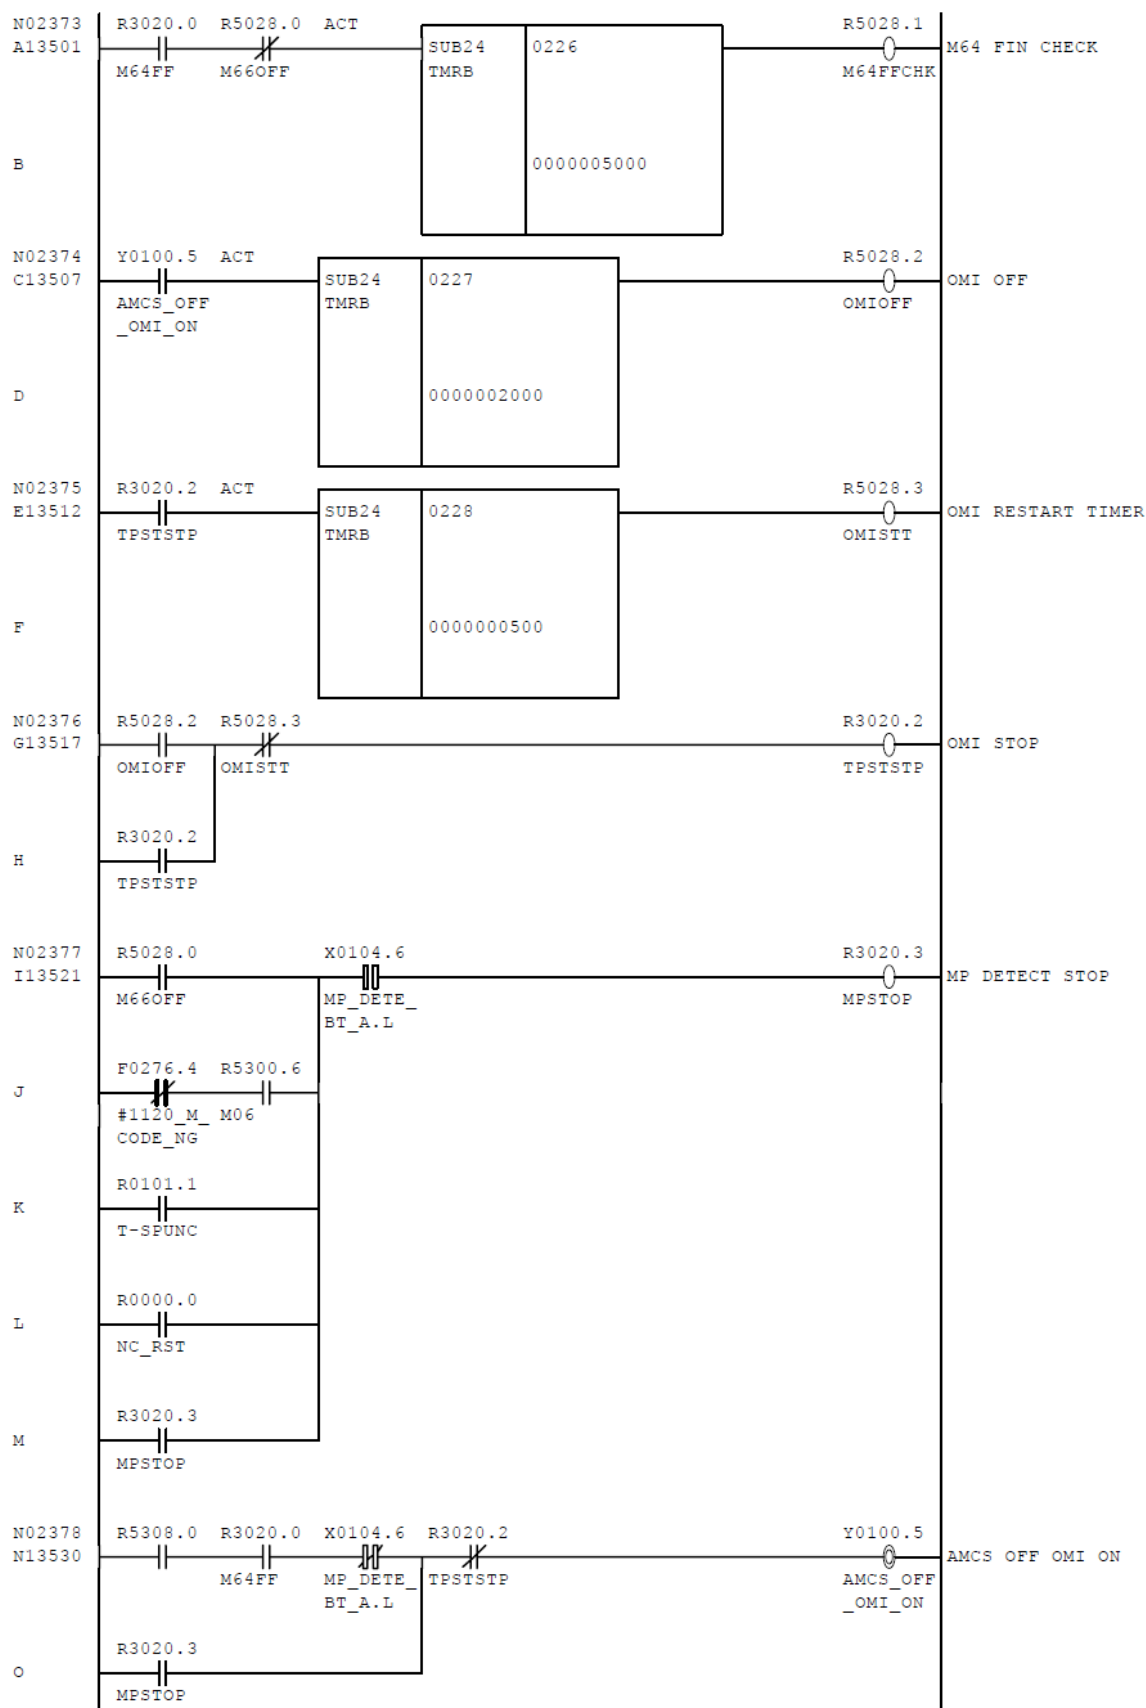 N02373 R3020.0 R5028.0 ACT R5028.1
A13501 SUB24 0226 M64 FIN CHECK
M64FF M66OFF TMRB M64FFCHK
B 0000005000
N02374 Y0100.5 ACT R5028.2
C13507 SUB24 0227 OMI OFF
AMCS_OFF TMRB OMIOFF
_OMI_ON
D 0000002000
N02375 R3020.2 ACT R5028.3
E13512 SUB24 0228 OMI RESTART TIMER
TPSTSTP TMRB OMISTT
F 0000000500
N02376 R5028.2 R5028.3 R3020.2
G13517 OMI STOP
OMIOFF OMISTT TPSTSTP
R3020.2
H
TPSTSTP
N02377 R5028.0 X0104.6 R3020.3
I13521 MP DETECT STOP
M66OFF MP_DETE_ MPSTOP
BT_A.L
F0276.4 R5300.6
J
#1120_M_ M06
CODE_NG
R0101.1
K
T-SPUNC
R0000.0
L
NC_RST
R3020.3
M
MPSTOP
N02378 R5308.0 R3020.0 X0104.6 R3020.2 Y0100.5
N13530 AMCS OFF OMI ON
M64FF MP_DETE_ TPSTSTP AMCS_OFF
BT_A.L _OMI_ON
R3020.3
O
MPSTOP